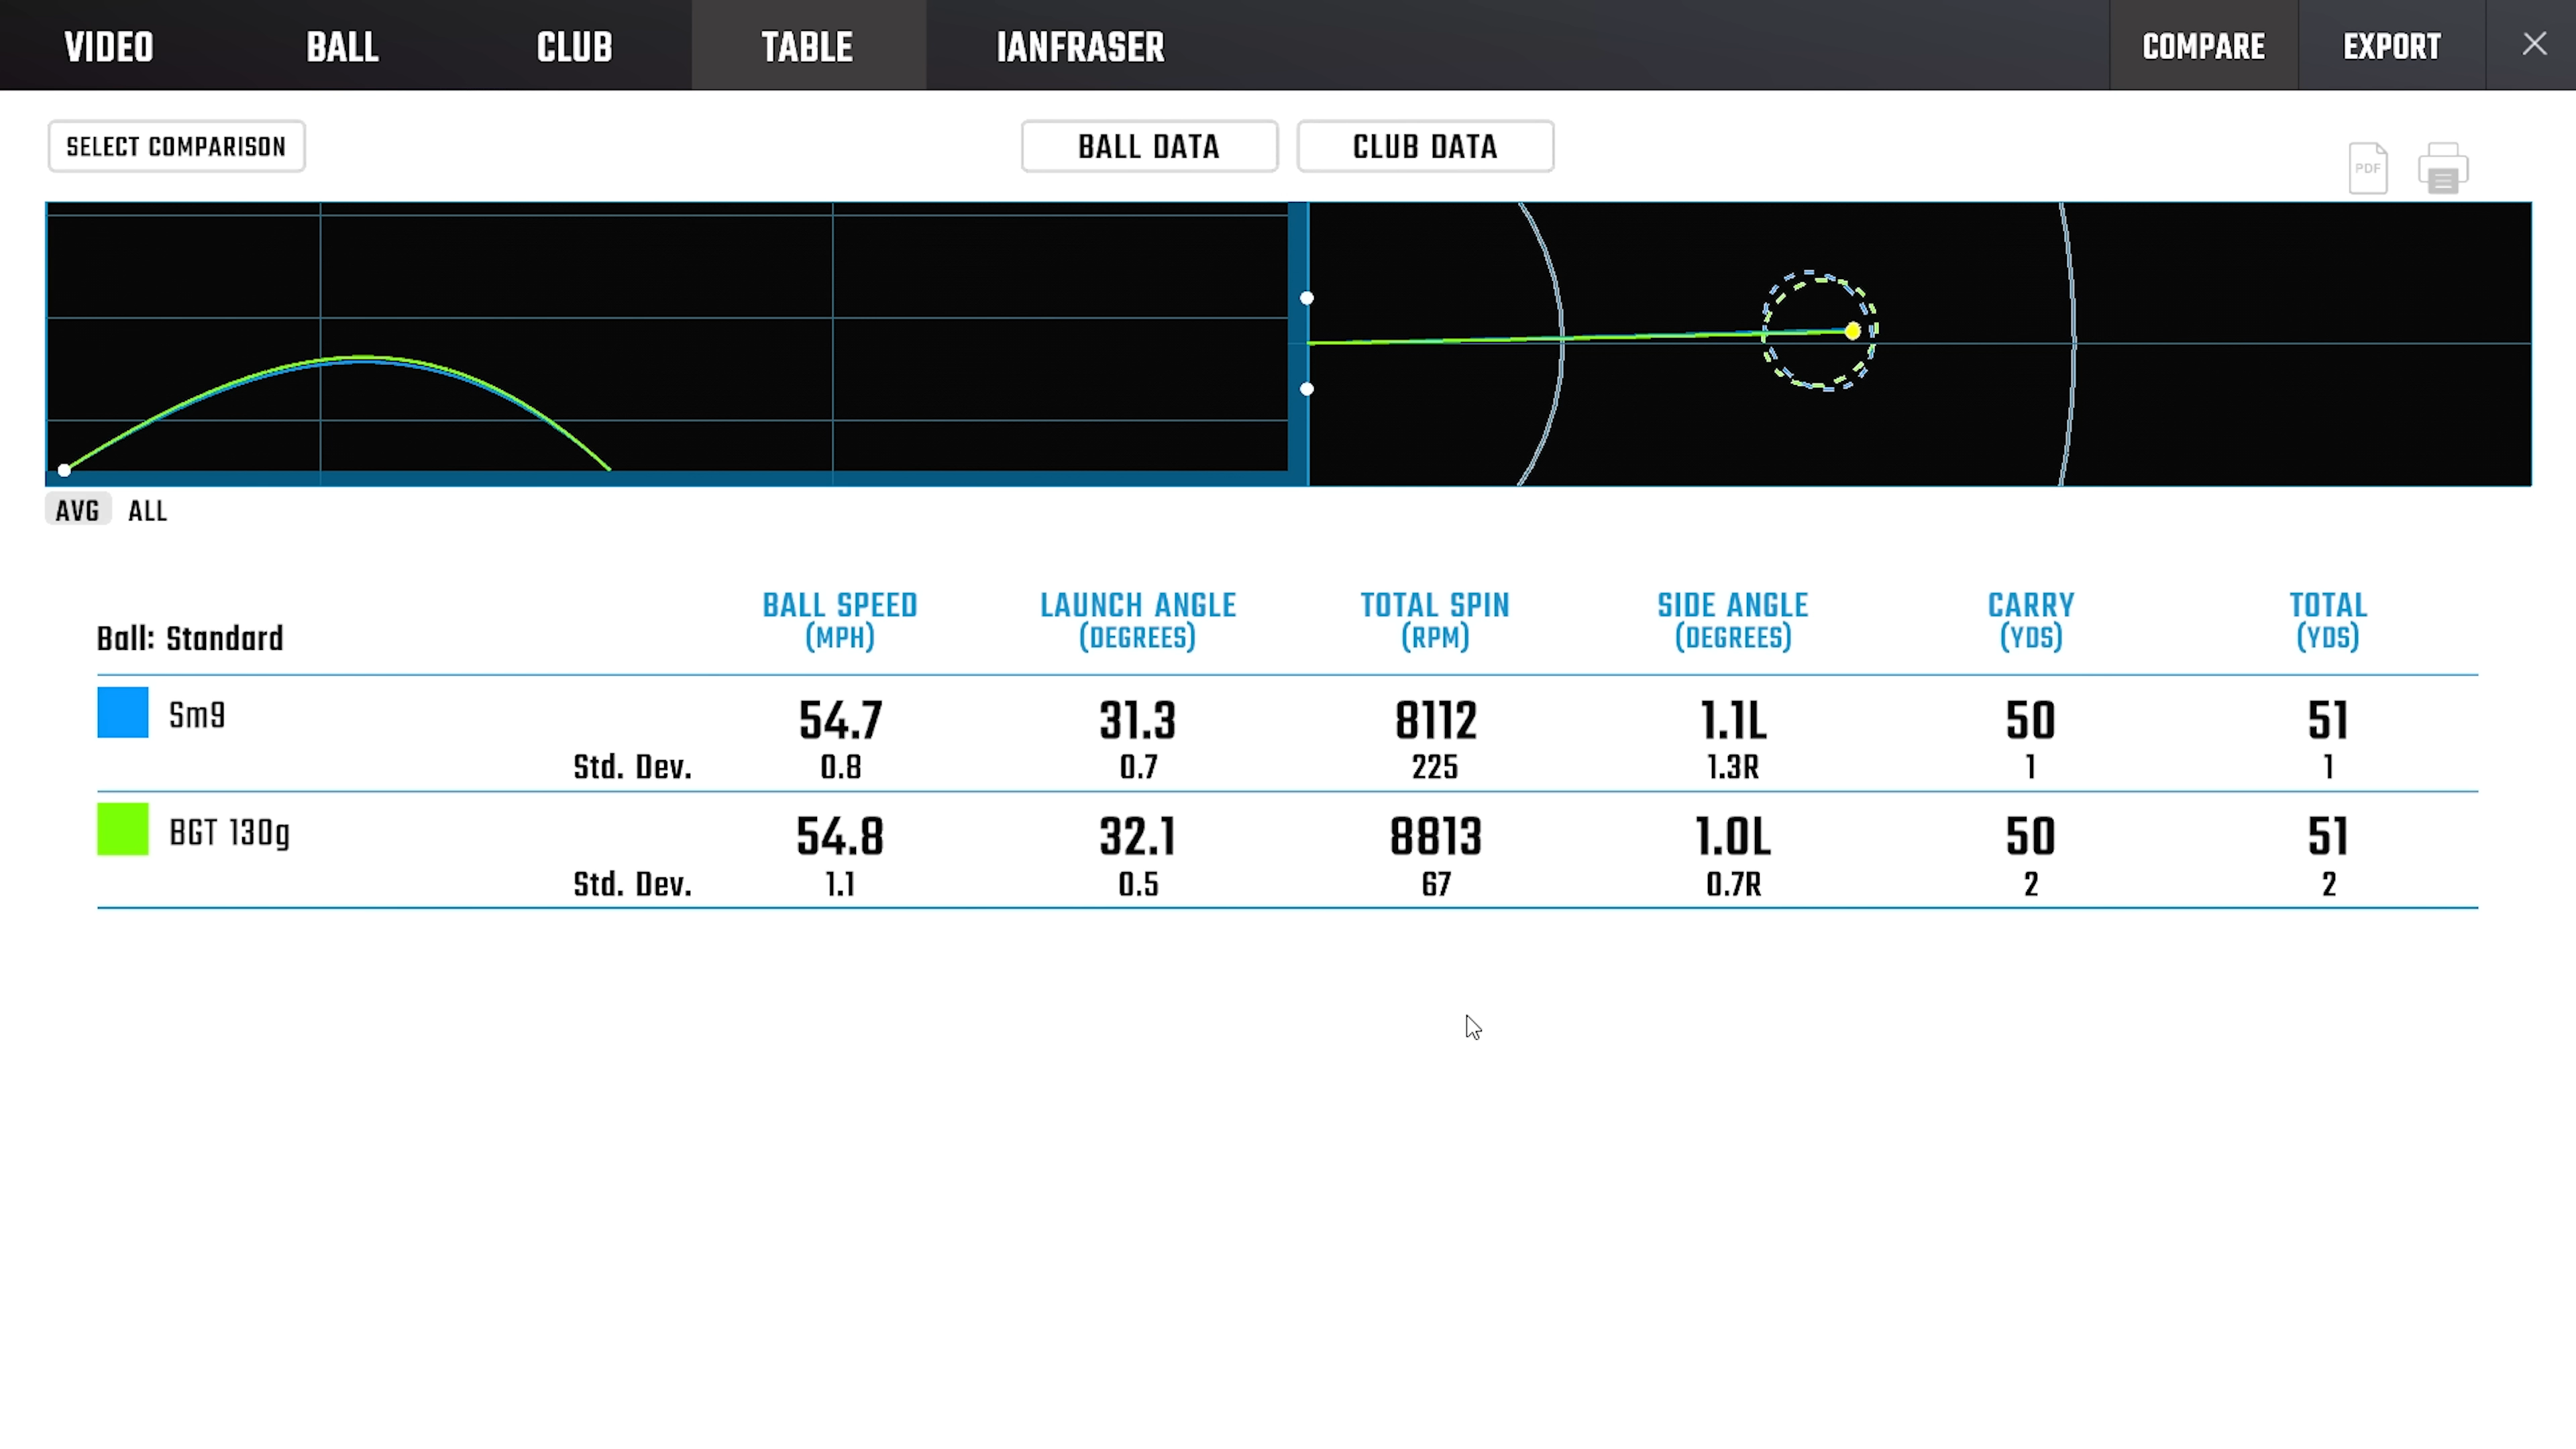 VIDEO BALL CLUB TABLE IANFRASER COMPARE EXPORT
SELECT COMPARISON BALL DATA CLUB DATA
PDF
AVG ALL
BALL SPEED LAUNCH ANGLE TOTAL SPIN SIDE ANGLE CARRY TOTAL
Ball: Standard (MPH) (DEGREES) (RPM) (DEGREES) (YDS) (YDS)
Sm9 54.7 31.3 8112 1.1L 50 51
Std. Dev. 0.8 0.7 225 1.3R 1 1
BGT 130g 54.8 32.1 8813 1.0L 50 51
Std. Dev. 1.1 0.5 67 0.7R 2 2